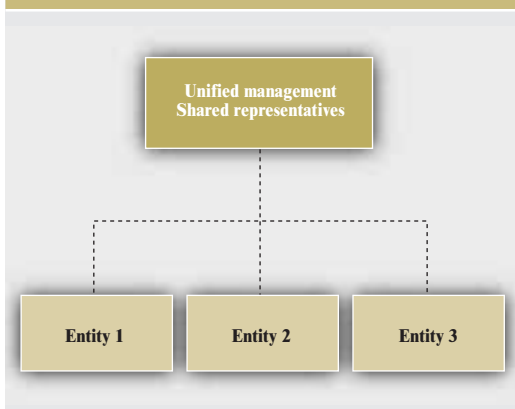 Unified management
Shared representatives
Entity 1
Entity 2
Entity 3